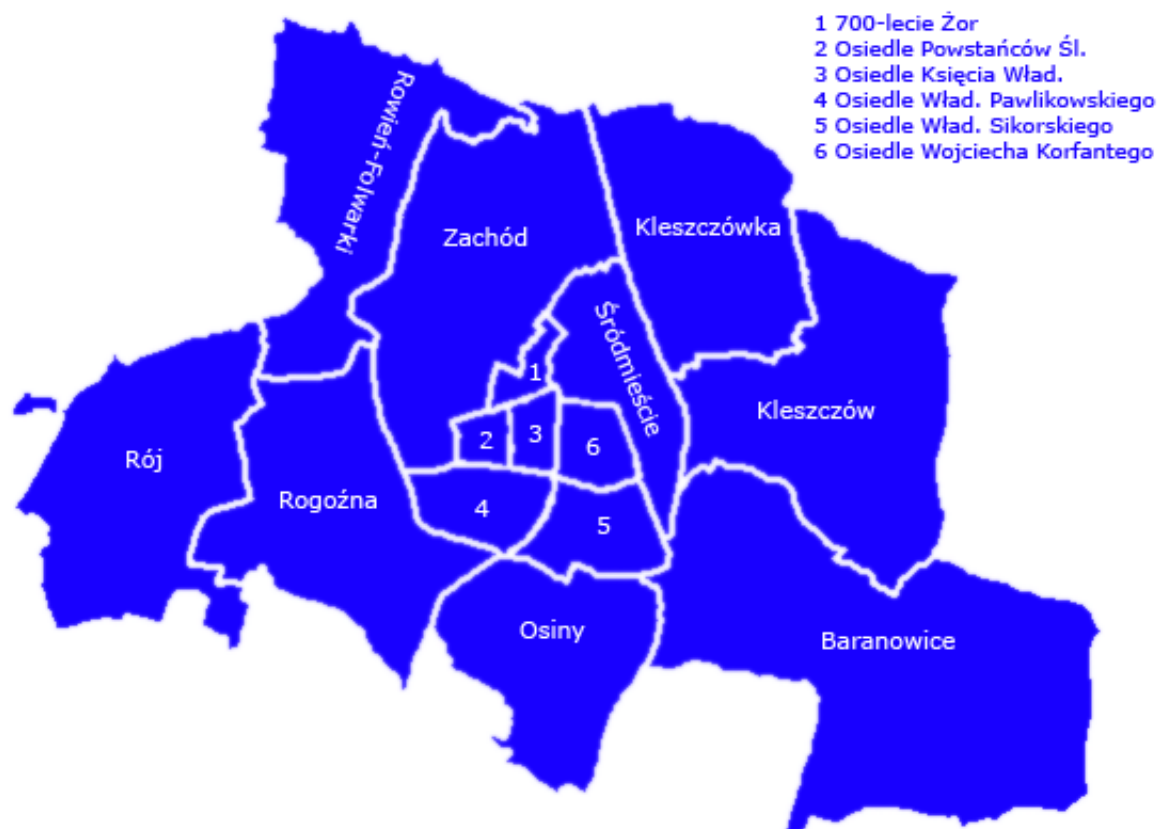 1 700-lecie Żor
2 Osiedle Powstańców Śl.
3 Osiedle Księcia Wład.
4 Osiedle Wład. Pawlikowskiego
5 Osiedle Wład. Sikorskiego
6 Osiedle Wojciecha Korfantego
Rowień-Folwarki
Zachód
Kleszczówka
Śródmieście
1
Kleszczów
2
3
6
Rój
Rogoźna
4
5
Osiny
Baranowice